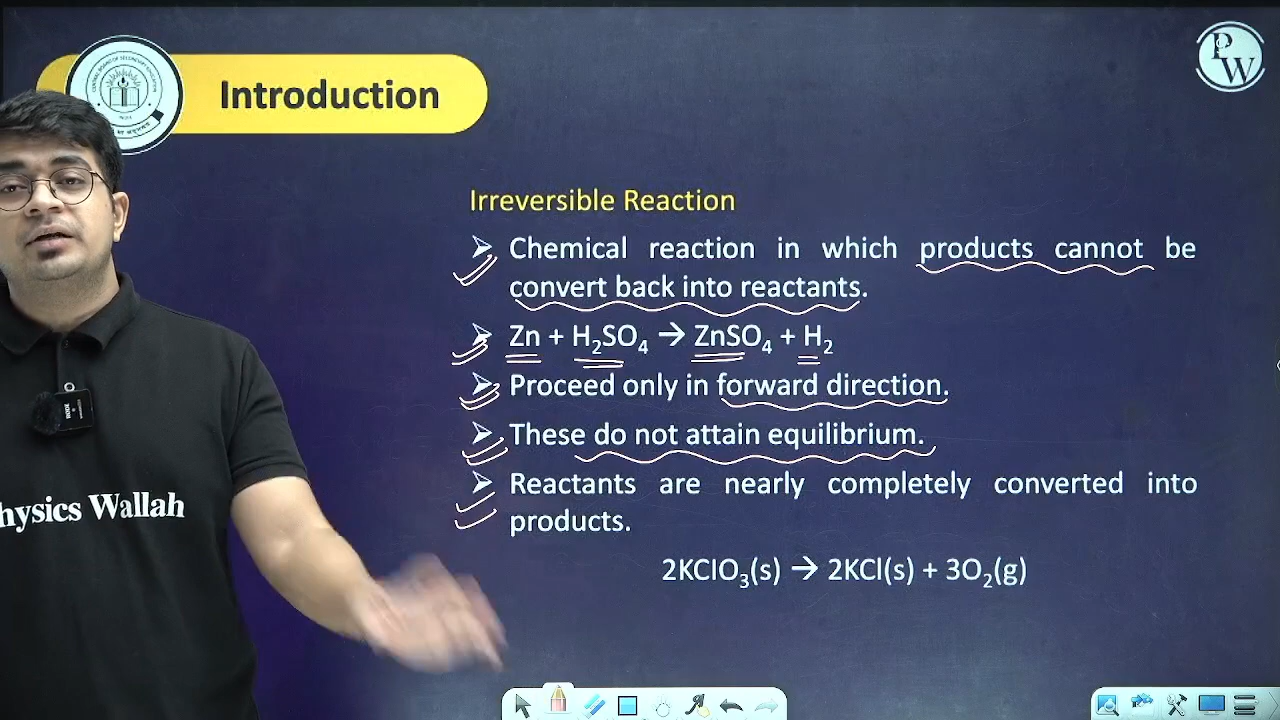 Introduction
P
W
Irreversible Reaction
➢ Chemical reaction in which products cannot be
convert back into reactants.
➢ Zn + H₂SO₄ → ZnSO₄ + H₂
➢ Proceed only in forward direction.
➢ These do not attain equilibrium.
➢ Reactants are nearly completely converted into
products.
2KClO₃(s) → 2KCl(s) + 3O₂(g)
hysics Wallah